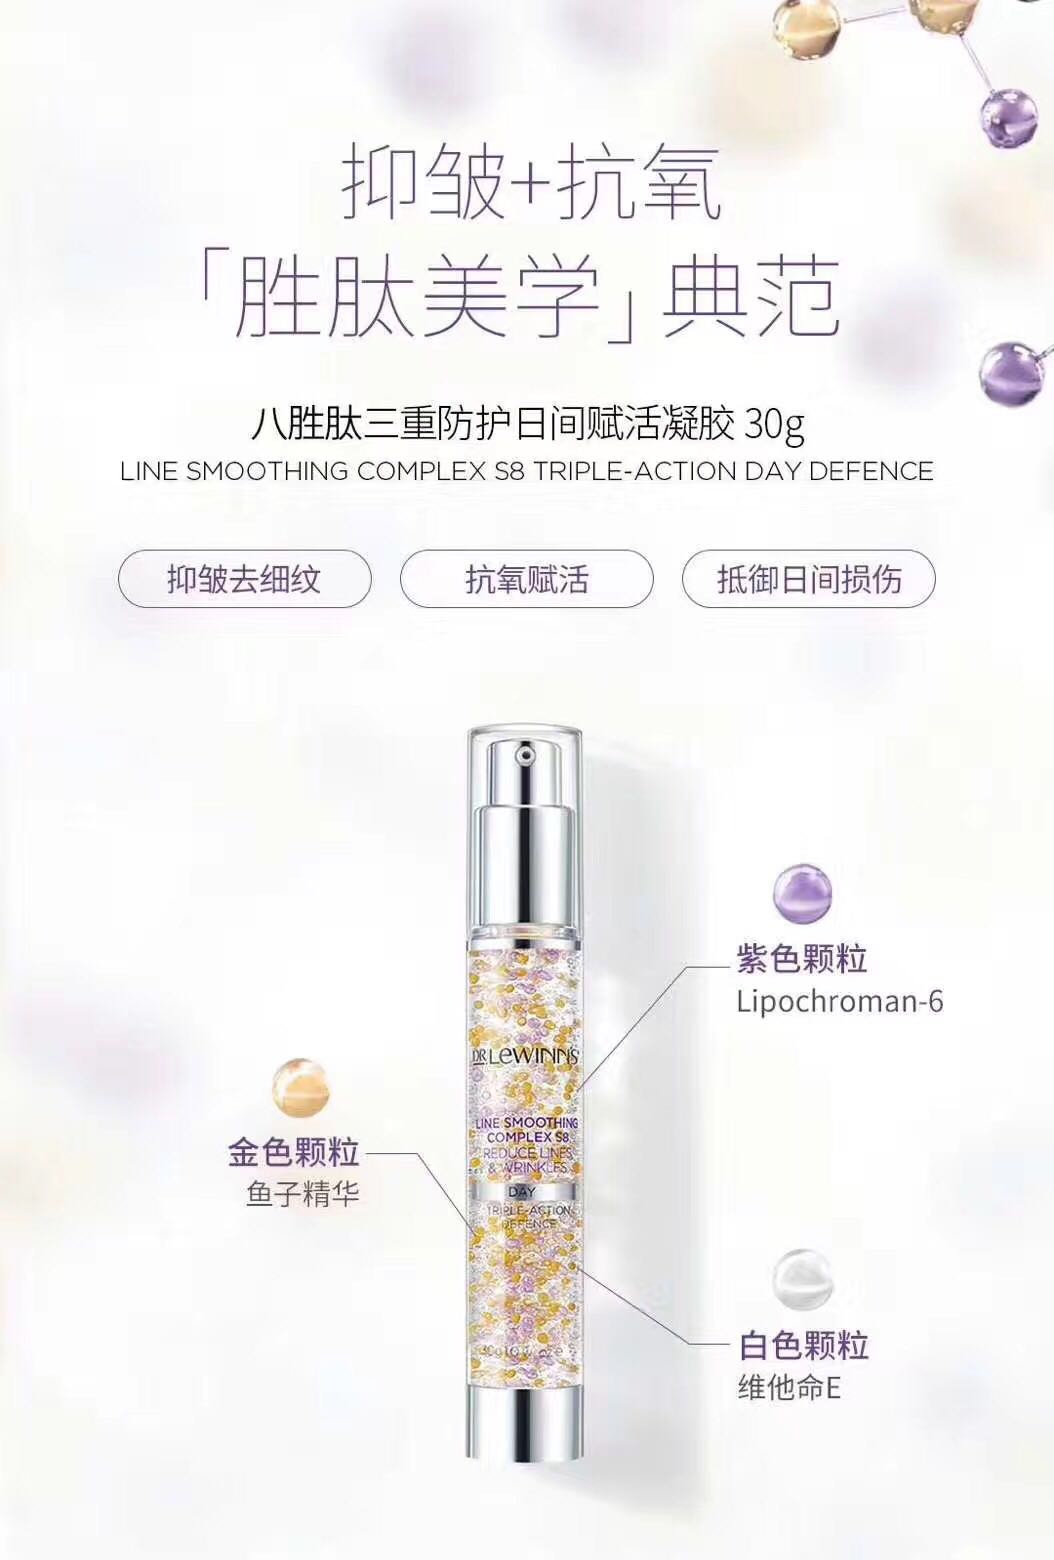 抑皱+抗氧
「胜肽美学」典范
八胜肽三重防护日间赋活凝胶 30g
LINE SMOOTHING COMPLEX S8 TRIPLE-ACTION DAY DEFENCE
抑皱去细纹
抗氧赋活
抵御日间损伤
紫色颗粒
Lipochroman-6
DR.LEWINN'S
LINE SMOOTHING
COMPLEX S8
REDUCE LINES
& WRINKLES
DAY
TRIPLE-ACTION
DEFENCE
金色颗粒
鱼子精华
白色颗粒
维他命E